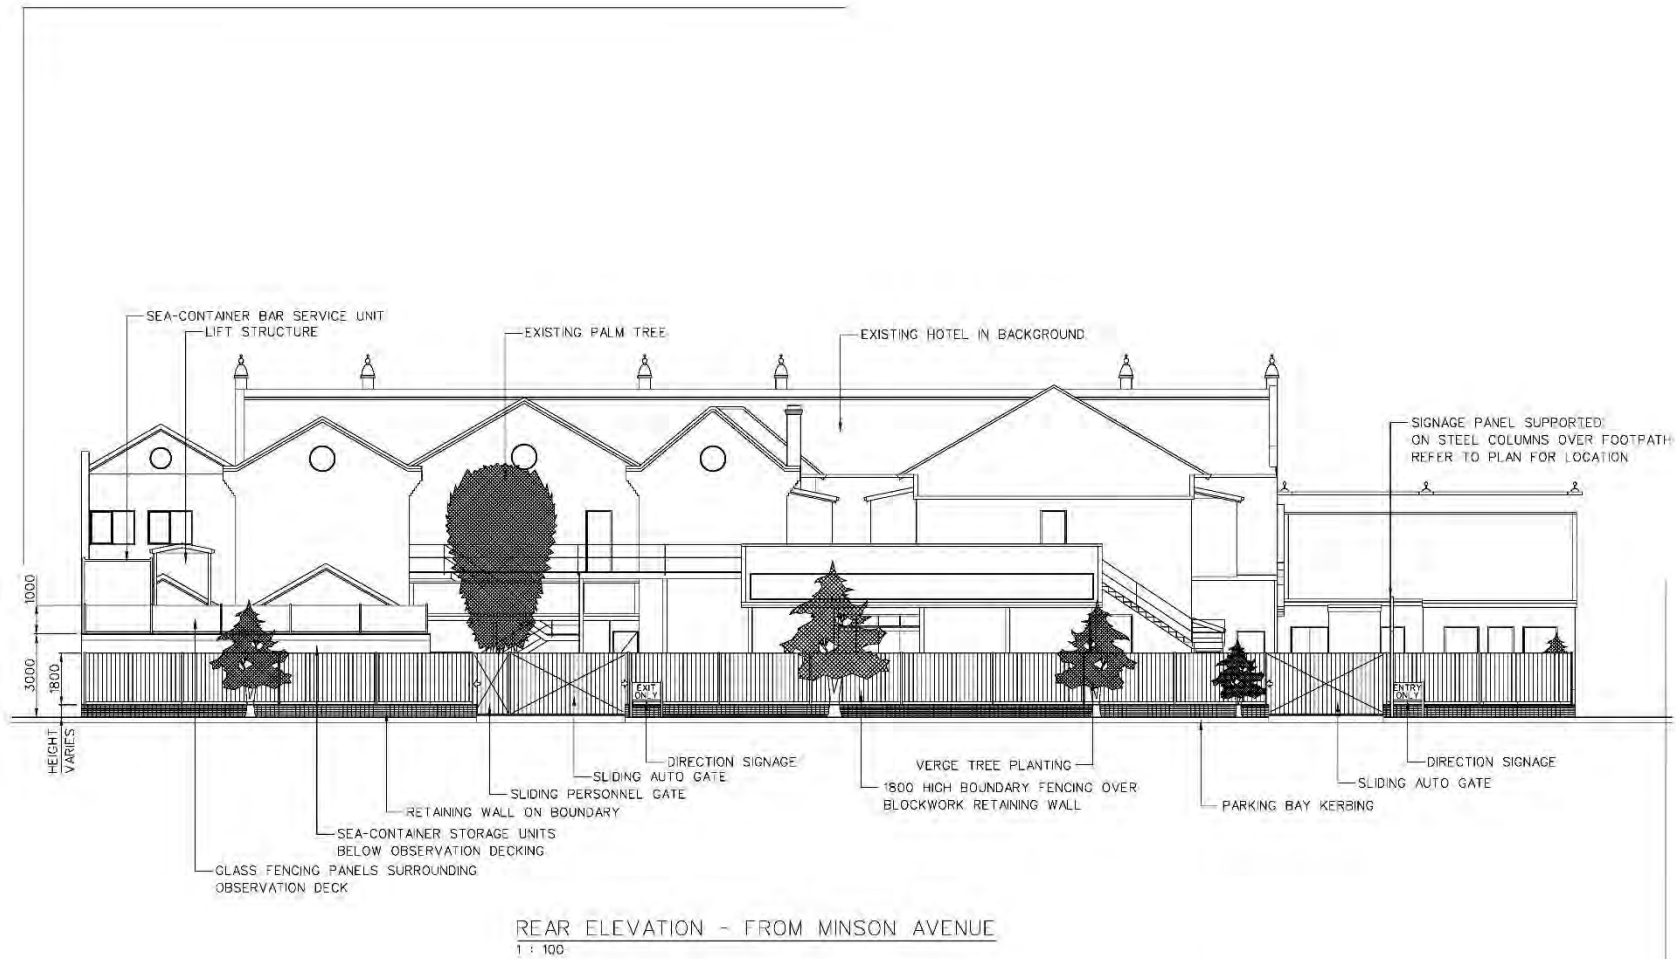 SEA-CONTAINER BAR SERVICE UNIT
LIFT STRUCTURE
EXISTING PALM TREE
EXISTING HOTEL IN BACKGROUND
SIGNAGE PANEL SUPPORTED
ON STEEL COLUMNS OVER FOOTPATH
REFER TO PLAN FOR LOCATION
1000
3000
1800
HEIGHT
VARIES
EXIT
ONLY
ENTRY
ONLY
DIRECTION SIGNAGE
SLIDING AUTO GATE
SLIDING PERSONNEL GATE
RETAINING WALL ON BOUNDARY
SEA-CONTAINER STORAGE UNITS
BELOW OBSERVATION DECKING
GLASS FENCING PANELS SURROUNDING
OBSERVATION DECK
VERGE TREE PLANTING
1800 HIGH BOUNDARY FENCING OVER
BLOCKWORK RETAINING WALL
PARKING BAY KERBING
DIRECTION SIGNAGE
SLIDING AUTO GATE
REAR ELEVATION - FROM MINSON AVENUE
1 : 100